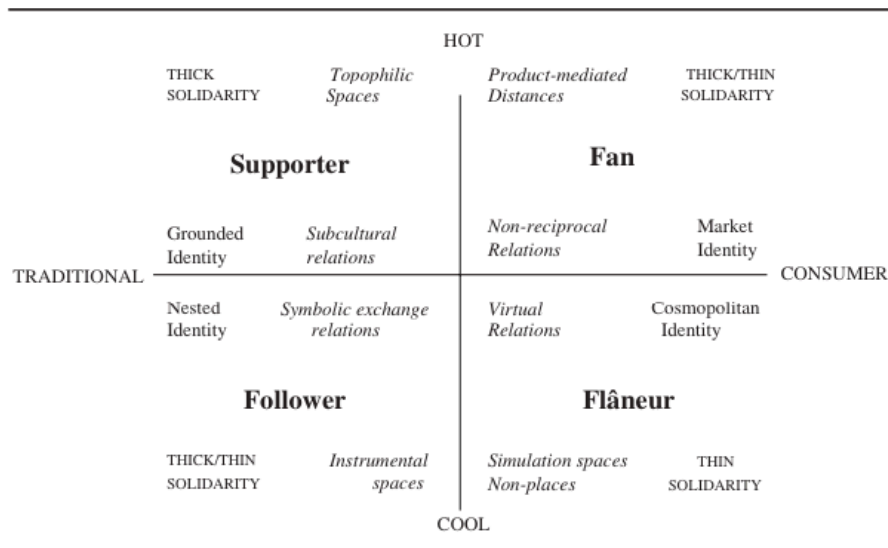 HOT
THICK SOLIDARITY
Topophilic Spaces
Product-mediated Distances
THICK/THIN SOLIDARITY
Supporter
Fan
Grounded Identity
Subcultural relations
Non-reciprocal Relations
Market Identity
TRADITIONAL
CONSUMER
Nested Identity
Symbolic exchange relations
Virtual Relations
Cosmopolitan Identity
Follower
Flâneur
THICK/THIN SOLIDARITY
Instrumental spaces
Simulation spaces Non-places
THIN SOLIDARITY
COOL